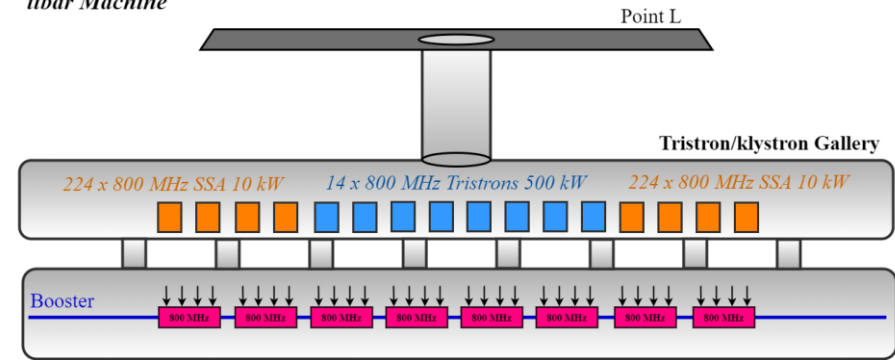 ttbar Machine
Point L
Tristron/klystron Gallery
224 x 800 MHz SSA 10 kW 14 x 800 MHz Tristrons 500 kW 224 x 800 MHz SSA 10 kW
Booster
800 MHz 800 MHz 800 MHz 800 MHz 800 MHz 800 MHz 800 MHz 800 MHz